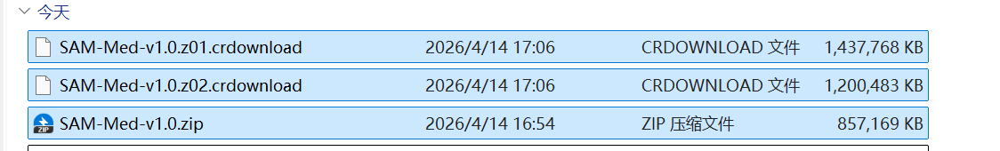 今天
SAM-Med-v1.0.z01.crdownload 2026/4/14 17:06 CRDOWNLOAD 文件 1,437,768 KB
SAM-Med-v1.0.z02.crdownload 2026/4/14 17:06 CRDOWNLOAD 文件 1,200,483 KB
ZIP SAM-Med-v1.0.zip 2026/4/14 16:54 ZIP 压缩文件 857,169 KB